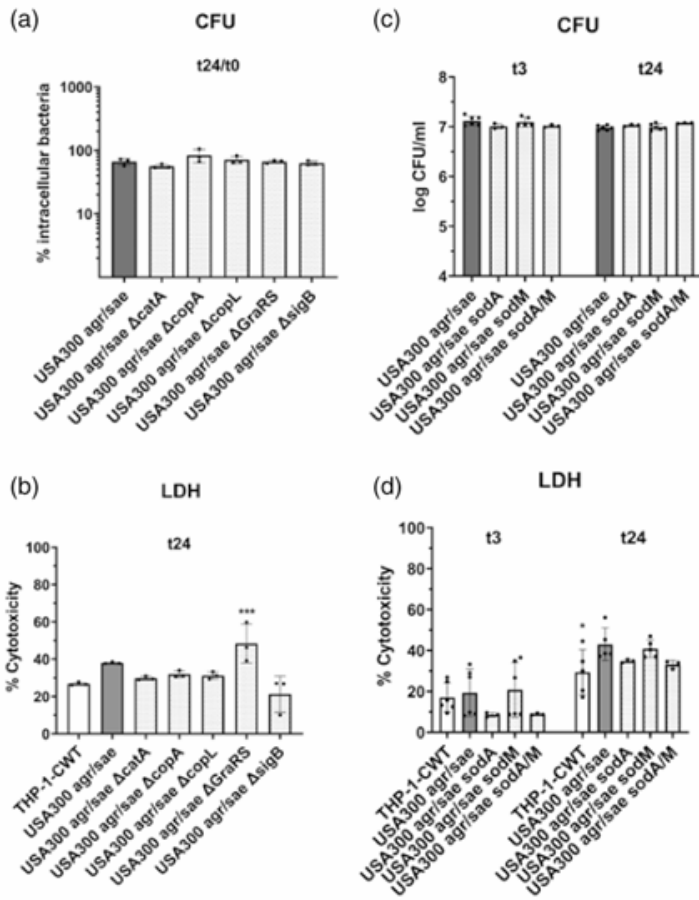 (a)
CFU
t24/t0
1000
100
10
% intracellular bacteria
USA300 agr/sae
USA300 agr/sae ΔcatA
USA300 agr/sae ΔcopA
USA300 agr/sae ΔcopL
USA300 agr/sae ΔGraRS
USA300 agr/sae ΔsigB
(c)
CFU
t3
t24
8
7
6
5
4
log CFU/ml
USA300 agr/sae
USA300 agr/sae sodA
USA300 agr/sae sodM
USA300 agr/sae sodA/M
USA300 agr/sae
USA300 agr/sae sodA
USA300 agr/sae sodM
USA300 agr/sae sodA/M
(b)
LDH
t24
100
80
60
40
20
0
% Cytotoxicity
***
THP-1-CWT
USA300 agr/sae
USA300 agr/sae ΔcatA
USA300 agr/sae ΔcopA
USA300 agr/sae ΔcopL
USA300 agr/sae ΔGraRS
USA300 agr/sae ΔsigB
(d)
LDH
t3
t24
100
80
60
40
20
0
% Cytotoxicity
THP-1-CWT
USA300 agr/sae
USA300 agr/sae sodA
USA300 agr/sae sodM
USA300 agr/sae sodA/M
THP-1-CWT
USA300 agr/sae
USA300 agr/sae sodA
USA300 agr/sae sodM
USA300 agr/sae sodA/M